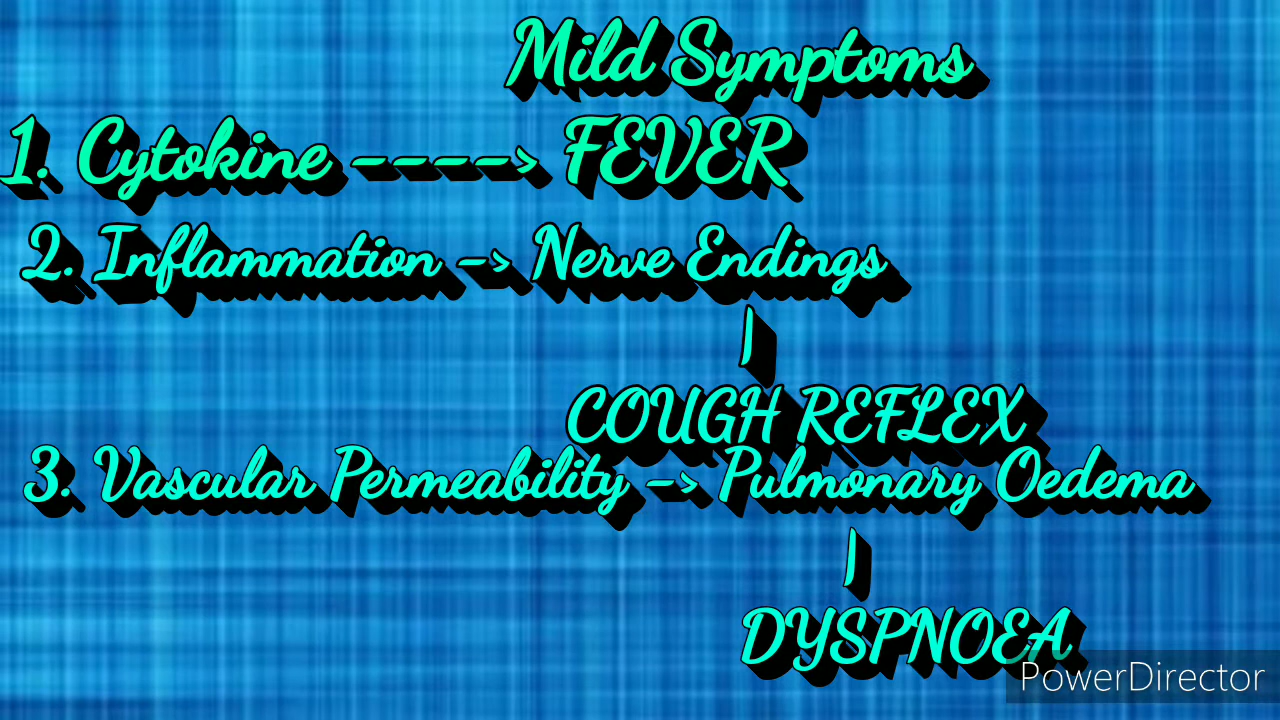 Mild Symptoms
1. Cytokine ----> FEVER
2. Inflammation -> Nerve Endings
|
COUGH REFLEX
3. Vascular Permeability -> Pulmonary Oedema
|
DYSPNOEA
PowerDirector